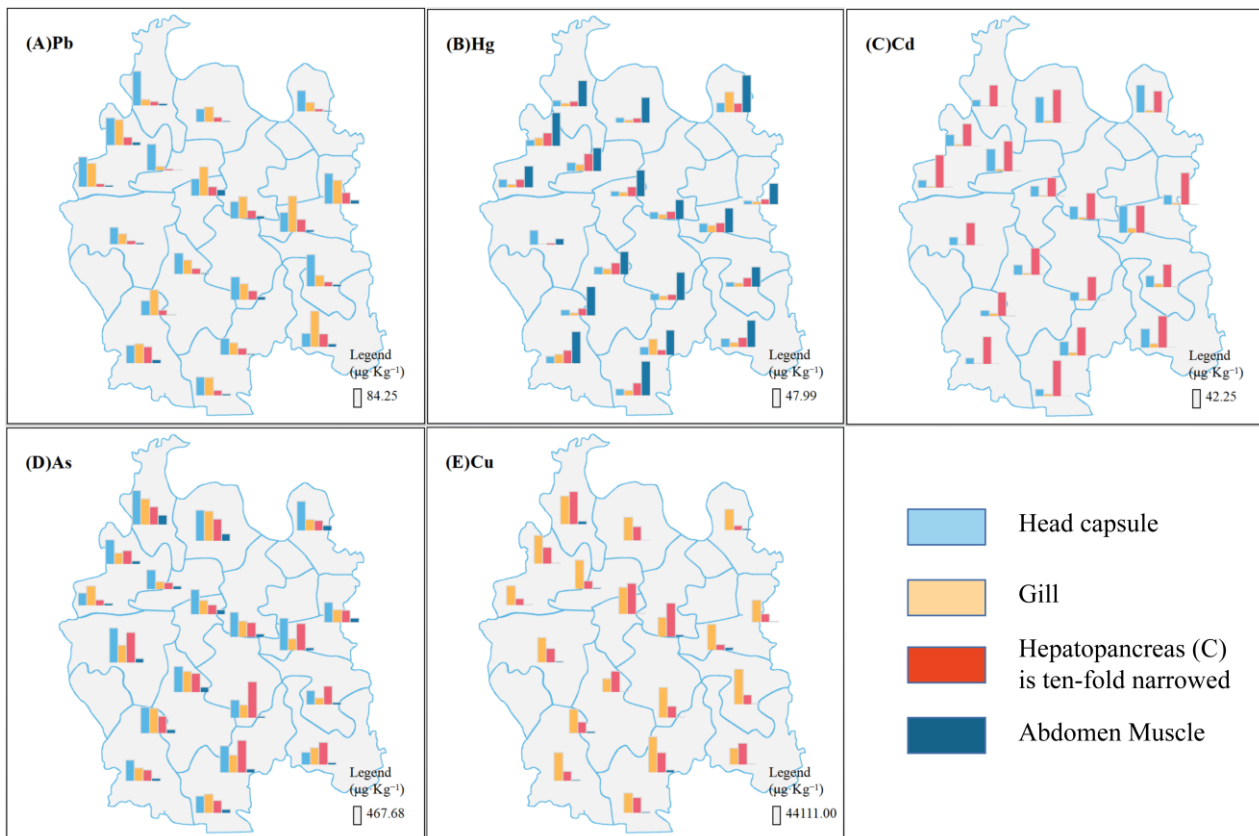 (A)Pb
(B)Hg
(C)Cd
Legend
(μg Kg⁻¹)
84.25
Legend
(μg Kg⁻¹)
47.99
Legend
(μg Kg⁻¹)
42.25
(D)As
(E)Cu
Legend
(μg Kg⁻¹)
467.68
Legend
(μg Kg⁻¹)
44111.00
Head capsule
Gill
Hepatopancreas (C)
is ten-fold narrowed
Abdomen Muscle